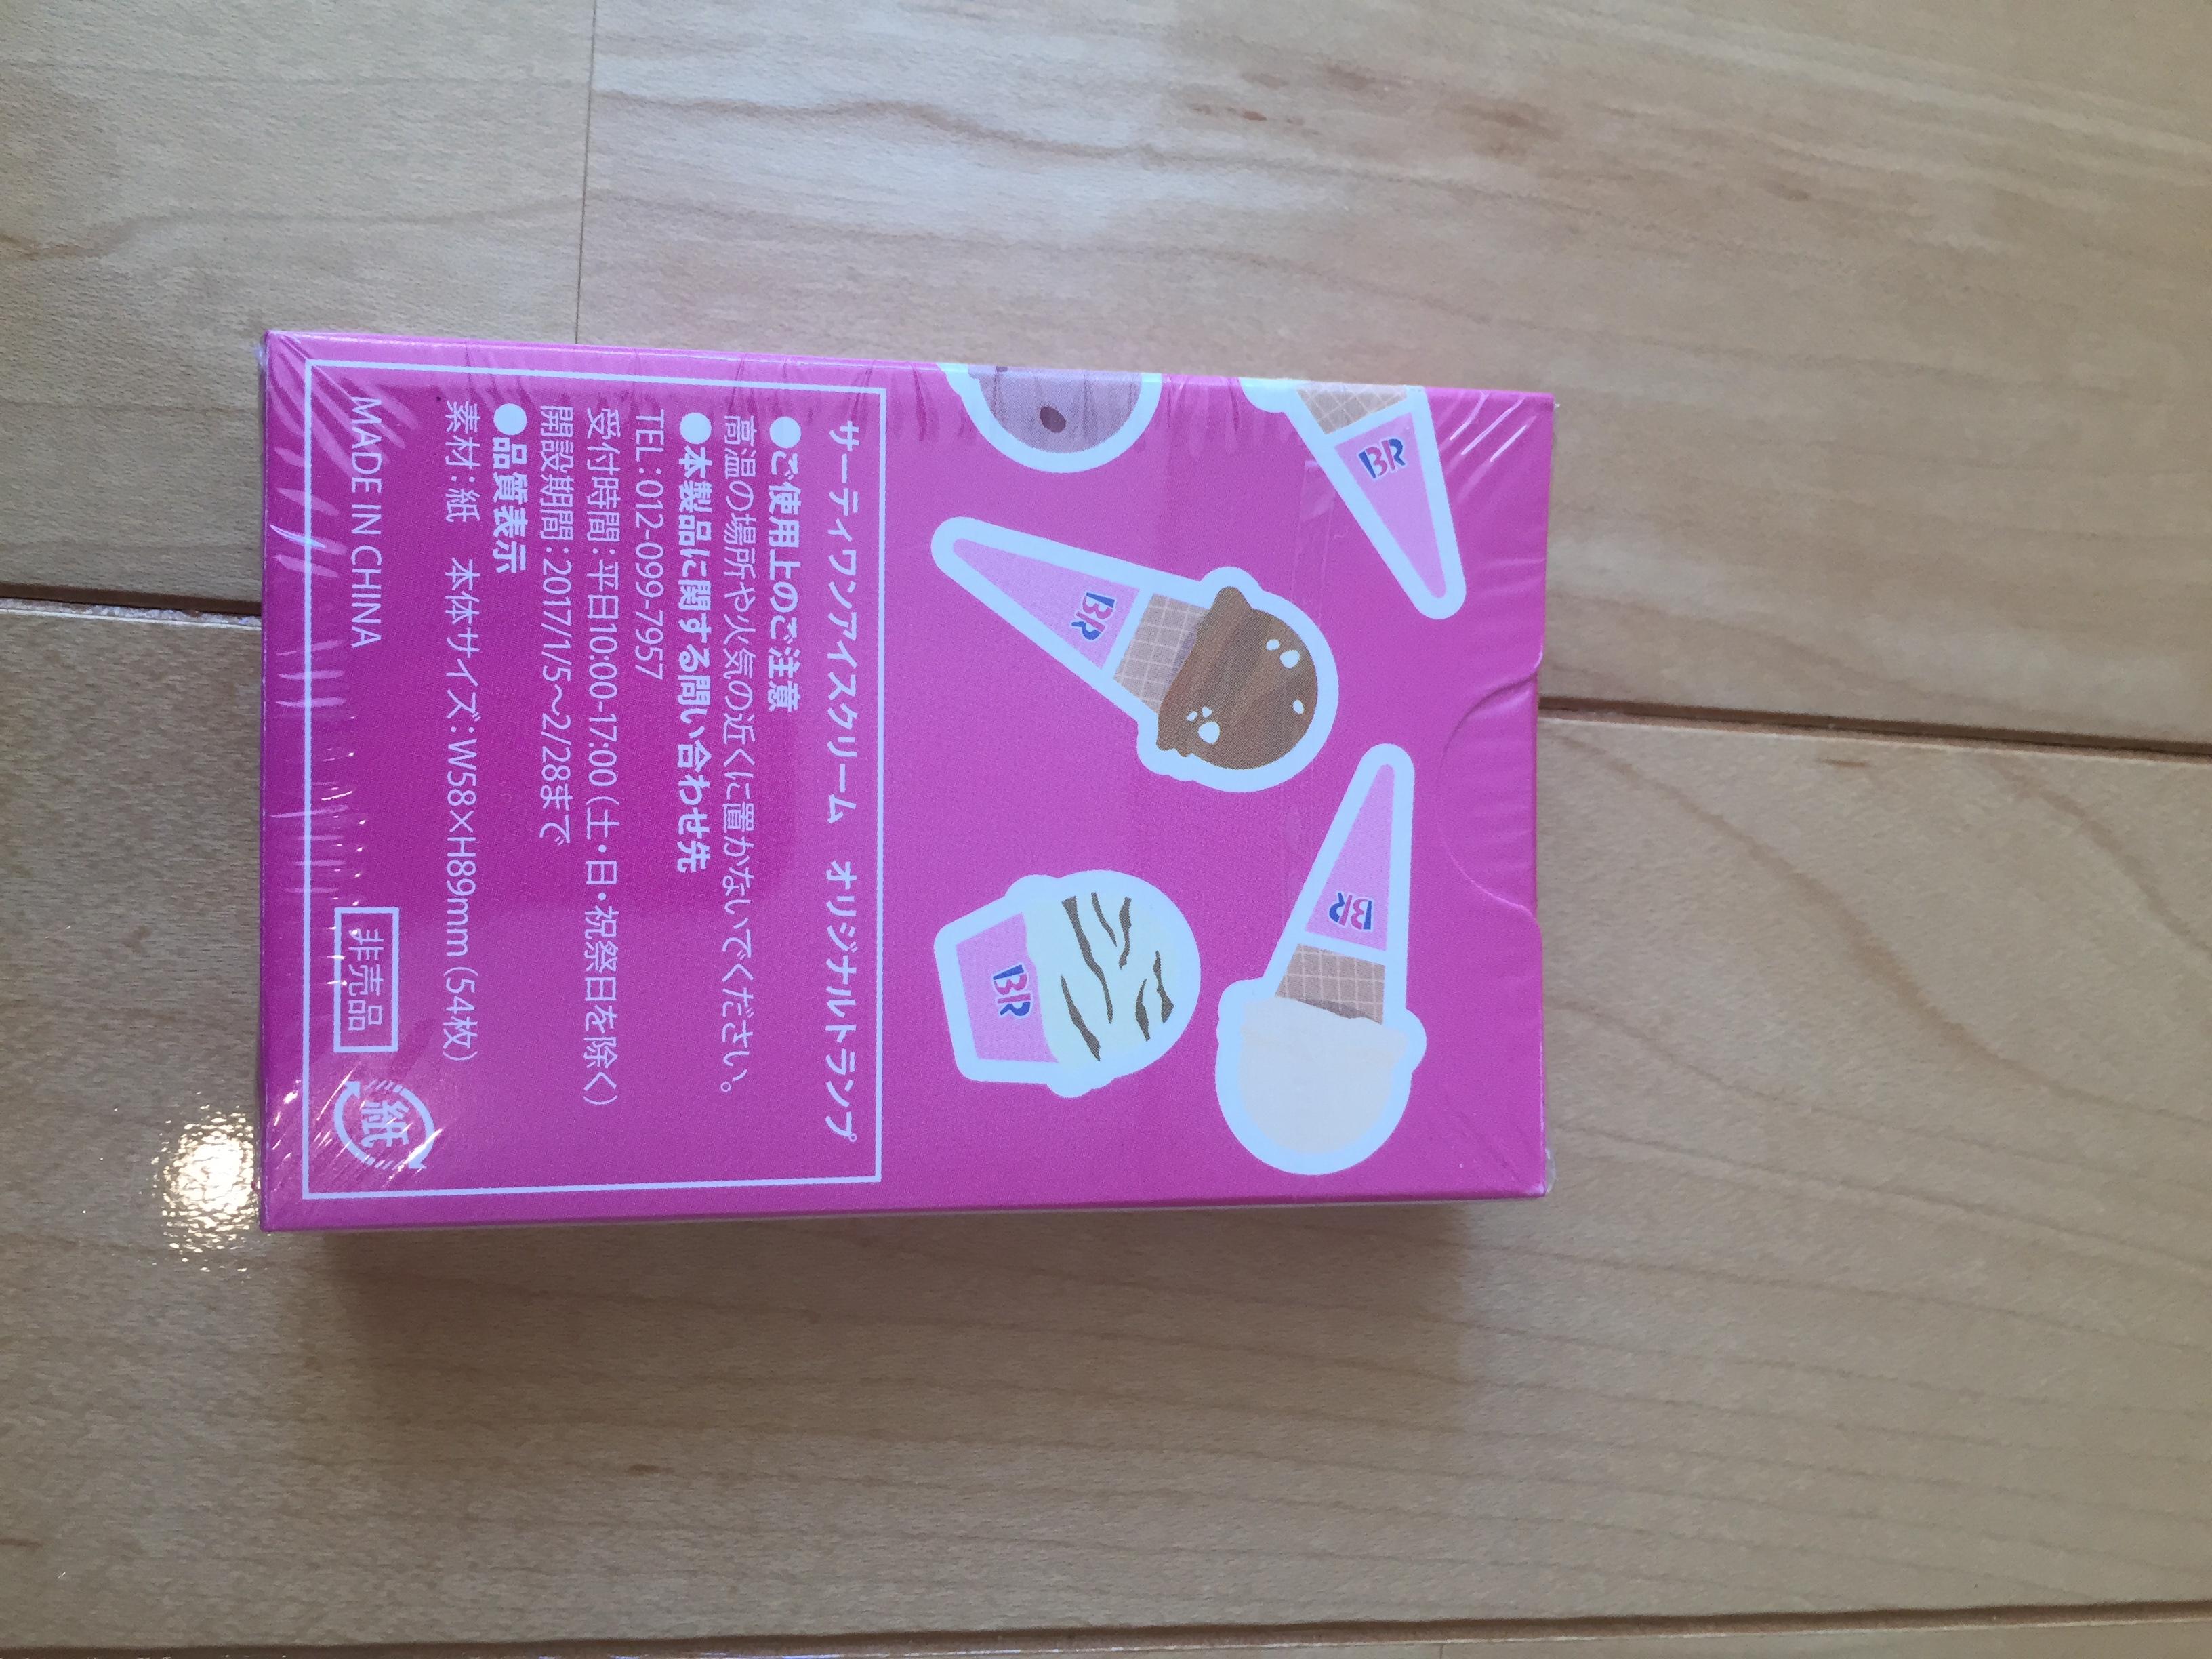 BR
BR
BR
BR
サーティワンアイスクリーム　オリジナルトランプ
●ご使用上のご注意
高温の場所や火気の近くに置かないでください。
●本製品に関する問い合わせ先
TEL:012-099-7957
受付時間:平日10:00-17:00(土・日・祝祭日を除く)
開設期間:2017/1/5～2/28まで
●品質表示
素材:紙　本体サイズ:W58×H89mm(54枚)
MADE IN CHINA　非売品　紙